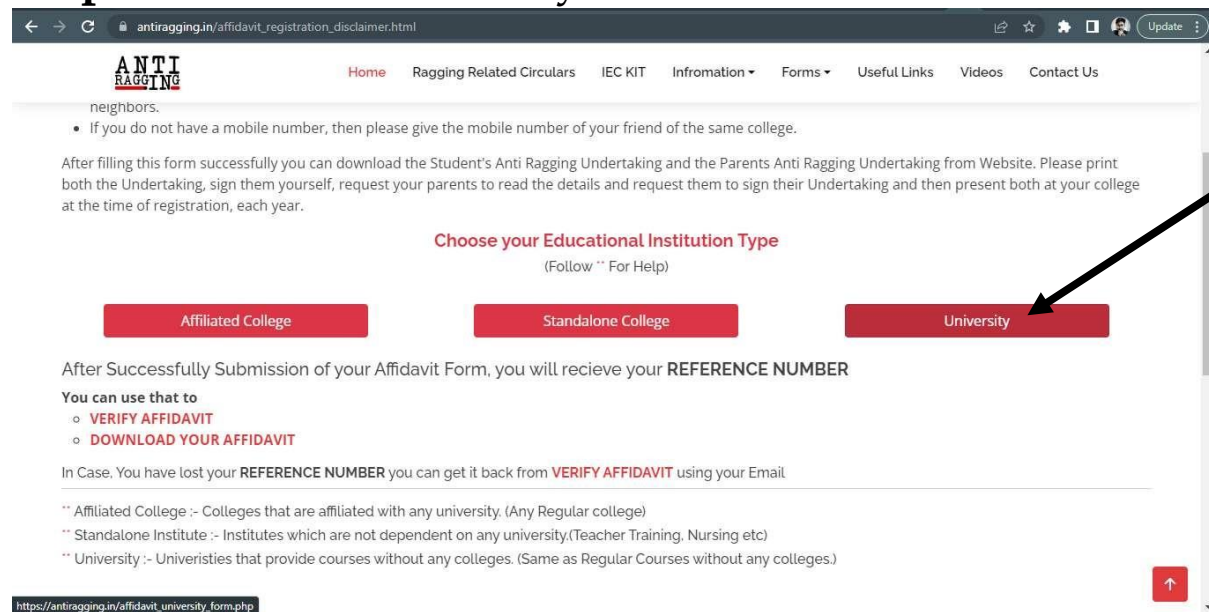 antiragging.in/affidavit_registration_disclaimer.html
Update
ANTI
RAGGING
Home Ragging Related Circulars IEC KIT Infromation Forms Useful Links Videos Contact Us
neighbors.
If you do not have a mobile number, then please give the mobile number of your friend of the same college.
After filling this form successfully you can download the Student's Anti Ragging Undertaking and the Parents Anti Ragging Undertaking from Website. Please print
both the Undertaking, sign them yourself, request your parents to read the details and request them to sign their Undertaking and then present both at your college
at the time of registration, each year.
Choose your Educational Institution Type
(Follow ** For Help)
Affiliated College Standalone College University
After Successfully Submission of your Affidavit Form, you will recieve your REFERENCE NUMBER
You can use that to
VERIFY AFFIDAVIT
DOWNLOAD YOUR AFFIDAVIT
In Case, You have lost your REFERENCE NUMBER you can get it back from VERIFY AFFIDAVIT using your Email
** Affiliated College :- Colleges that are affiliated with any university. (Any Regular college)
** Standalone Institute :- Institutes which are not dependent on any university.(Teacher Training, Nursing etc)
** University :- Univeristies that provide courses without any colleges. (Same as Regular Courses without any colleges.)
https://antiragging.in/affidavit_university_form.php